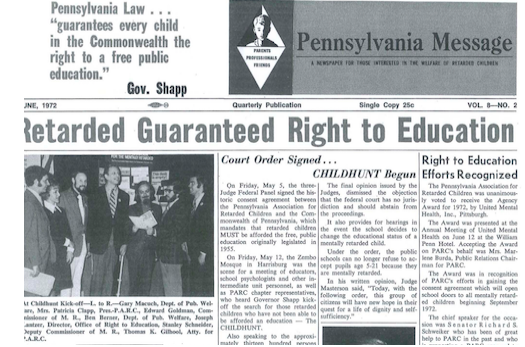 Pennsylvania Law . . .
"guarantees every child
in the Commonwealth the
right to a free public
education."
Gov. Shapp
PARENTS
PROFESSIONALS
FRIENDS
Pennsylvania Message
A NEWSPAPER FOR THOSE INTERESTED IN THE WELFARE OF RETARDED CHILDREN
UNE, 1972
Quarterly Publication
Single Copy 25c
VOL. 8—NO. 2
Retarded Guaranteed Right to Education
At Childhunt Kick-off—L. to R.—Gary Macuch, Dept. of Pub. Wel-
fare, Mrs. Patricia Clapp, Pres.-P.A.R.C., Edward Goldman, Com-
missioner of M. R., Ben Berner, Dept. of Pub. Welfare, Joseph
Lantzer, Director, Office of Right to Education, Stanley Schneider,
Deputy Commissioner of M. R., Thomas K. Gilhool, Atty. for
P.A.R.C.
Court Order Signed . . .
CHILDHUNT Begun
On Friday, May 5, the three-
Judge Federal Panel signed the his-
toric consent agreement between
the Pennsylvania Association for
Retarded Children and the Com-
monwealth of Pennsylvania, which
mandates that retarded children
MUST be afforded the free, public
education originally legislated in
1955.
On Friday, May 12, the Zembo
Mosque in Harrisburg was the
scene for a meeting of educators,
school psychologists and other in-
termediate unit personnel, as well
as PARC chapter representatives,
who heard Governor Shapp kick-
off the search for those retarded
children who have not been able to
be afforded an education — The
CHILDHUNT.
Also speaking to the approxi-
mately thirteen hundred persons
The final opinion issued by the
Judges, dismissed the objection
that the federal court has no juris-
diction and should abstain from
the proceedings.
It also provides for hearings in
the event the school decides to
change the educational status of a
mentally retarded child.
Under the order, the public
schools can no longer refuse to ac-
cept pupils age 5-21 because they
are mentally retarded.
In his written opinion, Judge
Masterson said, "Today, with the
following order, this group of
citizens will have new hope in their
quest for a life of dignity and self-
sufficiency."
Right to Education
Efforts Recognized
The Pennsylvania Association for
Retarded Children was unanimous-
ly voted to receive the Agency
Award for 1972, by United Mental
Health, Inc., Pittsburgh.
The Award was presented at the
Annual Meeting of United Mental
Health on June 12 at the William
Penn Hotel. Accepting the Award
on PARC's behalf was Mrs. Mar-
lene Burda, Public Relations Chair-
man for PARC.
The Award was in recognition
of PARC's efforts in gaining the
consent agreement which will open
school doors to all mentally retard-
ed children beginning September
1972.
The chief speaker for the occa-
sion was Senator Richard S.
Schweiker who has been of great
help to PARC in the past and who